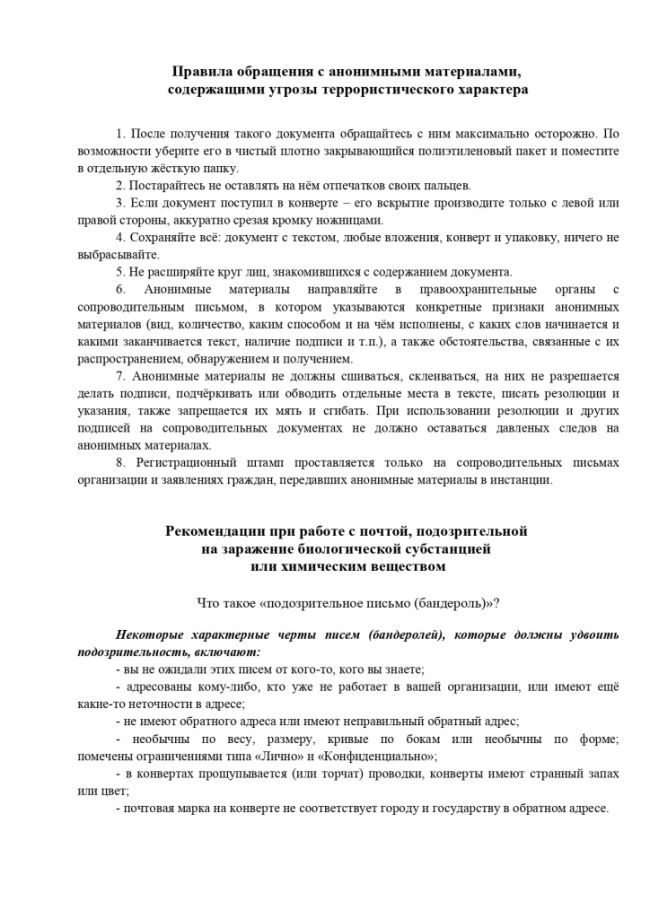 Правила обращения с анонимными материалами,
содержащими угрозы террористического характера
1. После получения такого документа обращайтесь с ним максимально осторожно. По
возможности уберите его в чистый плотно закрывающийся полиэтиленовый пакет и поместите
в отдельную жёсткую папку.
2. Постарайтесь не оставлять на нём отпечатков своих пальцев.
3. Если документ поступил в конверте – его вскрытие производите только с левой или
правой стороны, аккуратно срезая кромку ножницами.
4. Сохраняйте всё: документ с текстом, любые вложения, конверт и упаковку, ничего не
выбрасывайте.
5. Не расширяйте круг лиц, знакомившихся с содержанием документа.
6. Анонимные материалы направляйте в правоохранительные органы с
сопроводительным письмом, в котором указываются конкретные признаки анонимных
материалов (вид, количество, каким способом и на чём исполнены, с каких слов начинается и
какими заканчивается текст, наличие подписи и т.п.), а также обстоятельства, связанные с их
распространением, обнаружением и получением.
7. Анонимные материалы не должны сшиваться, склеиваться, на них не разрешается
делать подписи, подчёркивать или обводить отдельные места в тексте, писать резолюции и
указания, также запрещается их мять и сгибать. При использовании резолюции и других
подписей на сопроводительных документах не должно оставаться давленых следов на
анонимных материалах.
8. Регистрационный штамп проставляется только на сопроводительных письмах
организации и заявлениях граждан, передавших анонимные материалы в инстанции.
Рекомендации при работе с почтой, подозрительной
на заражение биологической субстанцией
или химическим веществом
Что такое «подозрительное письмо (бандероль)»?
Некоторые характерные черты писем (бандеролей), которые должны удвоить
подозрительность, включают:
- вы не ожидали этих писем от кого-то, кого вы знаете;
- адресованы кому-либо, кто уже не работает в вашей организации, или имеют ещё
какие-то неточности в адресе;
- не имеют обратного адреса или имеют неправильный обратный адрес;
- необычны по весу, размеру, кривые по бокам или необычны по форме;
помечены ограничениями типа «Лично» и «Конфиденциально»;
- в конвертах прощупывается (или торчат) проводки, конверты имеют странный запах
или цвет;
- почтовая марка на конверте не соответствует городу и государству в обратном адресе.